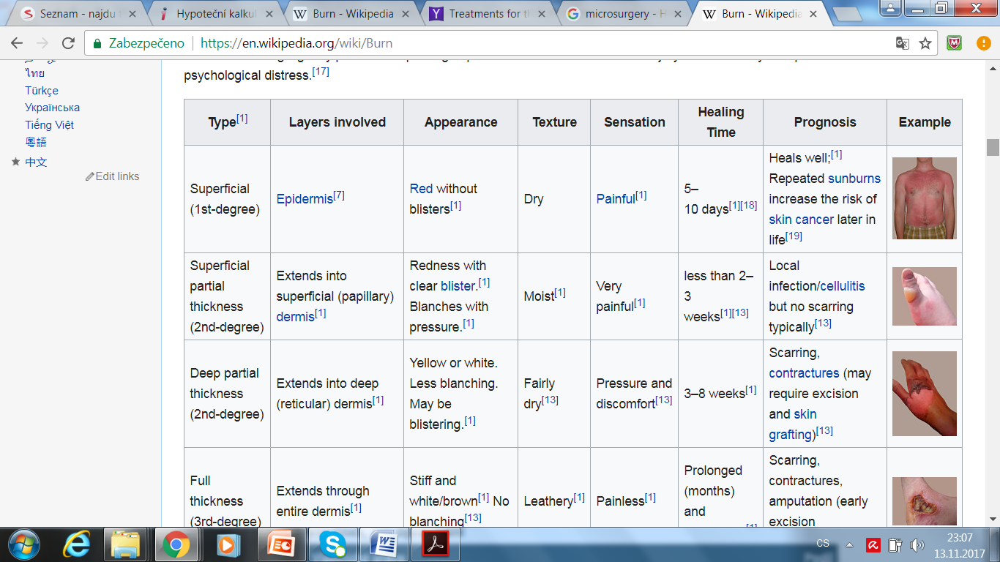 Seznam - najdu t
Hypoteční kalkul
Burn - Wikipedia
Treatments for th
microsurgery - H
Burn - Wikipedia
Zabezpečeno
https://en.wikipedia.org/wiki/Burn
ไทย
Türkçe
Українська
Tiếng Việt
粵語
中文
Edit links
psychological distress.[17]
Type[1]
Layers involved
Appearance
Texture
Sensation
Healing
Time
Prognosis
Example
Superficial
(1st-degree)
Epidermis[7]
Red without
blisters[1]
Dry
Painful[1]
5–
10 days[1][18]
Heals well;[1]
Repeated sunburns
increase the risk of
skin cancer later in
life[19]
Superficial
partial
thickness
(2nd-degree)
Extends into
superficial (papillary)
dermis[1]
Redness with
clear blister.[1]
Blanches with
pressure.[1]
Moist[1]
Very
painful[1]
less than 2–
3
weeks[1][13]
Local
infection/cellulitis
but no scarring
typically[13]
Deep partial
thickness
(2nd-degree)
Extends into deep
(reticular) dermis[1]
Yellow or white.
Less blanching.
May be
blistering.[1]
Fairly
dry[13]
Pressure and
discomfort[13]
3–8 weeks[1]
Scarring,
contractures (may
require excision
and skin
grafting)[13]
Full
thickness
(3rd-degree)
Extends through
entire dermis[1]
Stiff and
white/brown[1] No
blanching[13]
Leathery[1]
Painless[1]
Prolonged
(months)
and
[1]
Scarring,
contractures,
amputation (early
excision
CS
23:07
13.11.2017